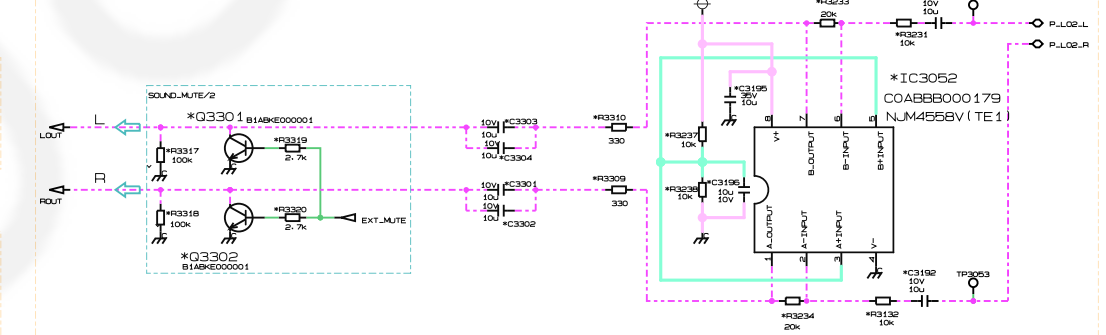 *R3233
20k
10V
10u
*R3231
10k
P_LO2_L
P_LO2_R
*IC3052
C0ABBB000179
NJM4558V(TE1)
SOUND_MUTE/2
*Q3301
B1ABKE000001
L
LOUT
*R3317
100k
*R3319
2.7k
10V
10u
*C3303
10V
10u
*C3304
*R3310
330
*C3195
35V
10u
*R3237
10k
8
7
6
5
V+
B_OUTPUT
B-INPUT
B+INPUT
R
ROUT
*R3318
100k
*R3320
2.7k
EXT_MUTE
10V
10u
*C3301
10V
10u
*C3302
*R3309
330
*R3238
10k
*C3196
10u
10V
A_OUTPUT
A-INPUT
A+INPUT
V-
1
2
3
4
*Q3302
B1ABKE000001
*C3192
10V
10u
TP3053
*R3234
20k
*R3132
10k